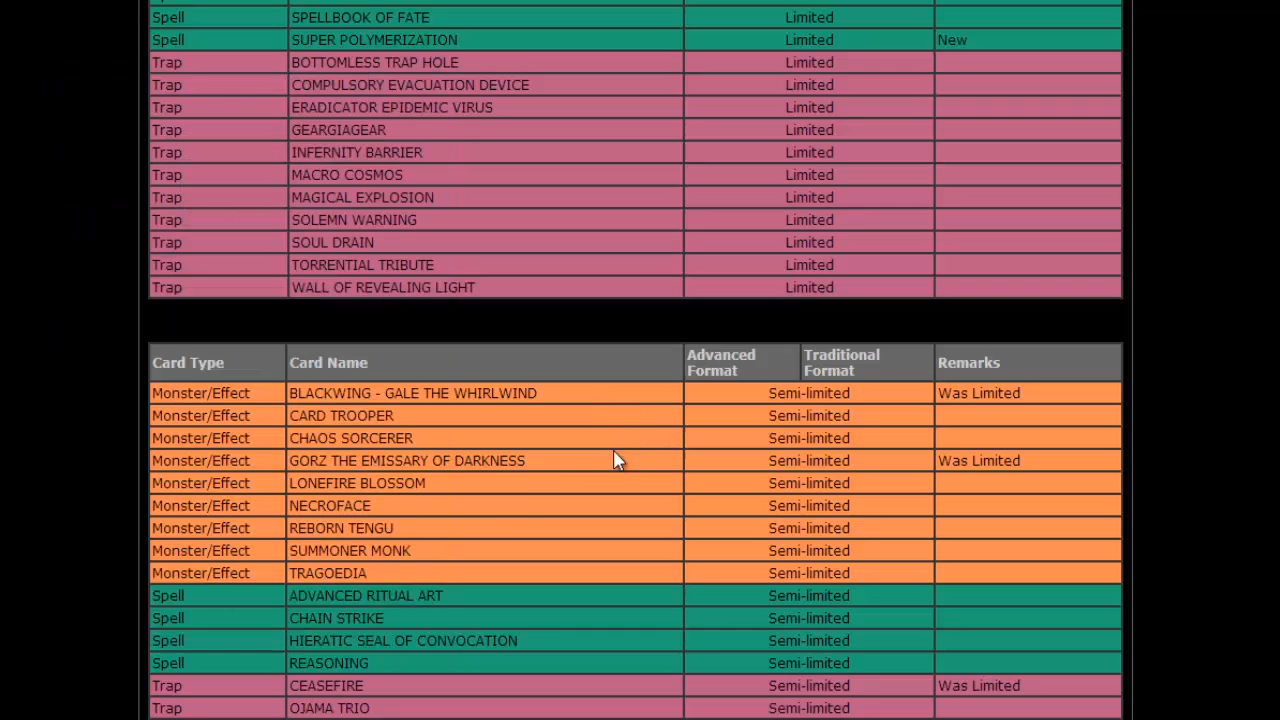 Spell SPELLBOOK OF FATE Limited
Spell SUPER POLYMERIZATION Limited New
Trap BOTTOMLESS TRAP HOLE Limited
Trap COMPULSORY EVACUATION DEVICE Limited
Trap ERADICATOR EPIDEMIC VIRUS Limited
Trap GEARGIAGEAR Limited
Trap INFERNITY BARRIER Limited
Trap MACRO COSMOS Limited
Trap MAGICAL EXPLOSION Limited
Trap SOLEMN WARNING Limited
Trap SOUL DRAIN Limited
Trap TORRENTIAL TRIBUTE Limited
Trap WALL OF REVEALING LIGHT Limited
Card Type Card Name Advanced Format Traditional Format Remarks
Monster/Effect BLACKWING - GALE THE WHIRLWIND Semi-limited Was Limited
Monster/Effect CARD TROOPER Semi-limited
Monster/Effect CHAOS SORCERER Semi-limited
Monster/Effect GORZ THE EMISSARY OF DARKNESS Semi-limited Was Limited
Monster/Effect LONEFIRE BLOSSOM Semi-limited
Monster/Effect NECROFACE Semi-limited
Monster/Effect REBORN TENGU Semi-limited
Monster/Effect SUMMONER MONK Semi-limited
Monster/Effect TRAGOEDIA Semi-limited
Spell ADVANCED RITUAL ART Semi-limited
Spell CHAIN STRIKE Semi-limited
Spell HIERATIC SEAL OF CONVOCATION Semi-limited
Spell REASONING Semi-limited
Trap CEASEFIRE Semi-limited Was Limited
Trap OJAMA TRIO Semi-limited